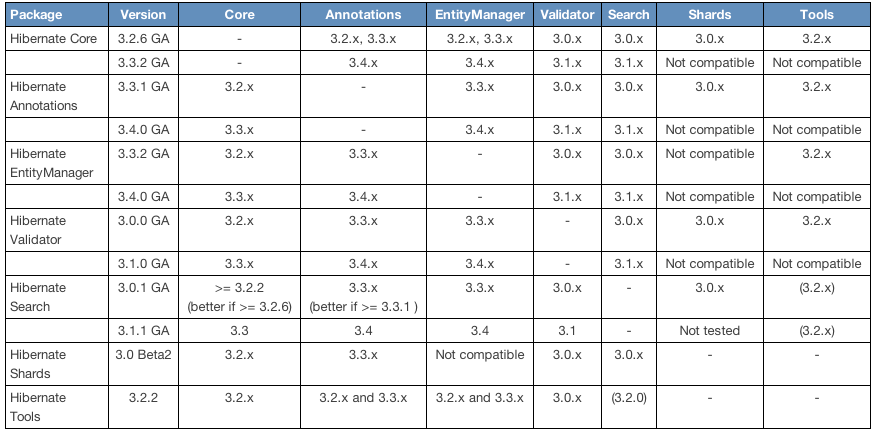 Package Version Core Annotations EntityManager Validator Search Shards Tools
Hibernate Core 3.2.6 GA - 3.2.x, 3.3.x 3.2.x, 3.3.x 3.0.x 3.0.x 3.0.x 3.2.x
3.3.2 GA - 3.4.x 3.4.x 3.1.x 3.1.x Not compatible Not compatible
Hibernate 3.3.1 GA 3.2.x - 3.3.x 3.0.x 3.0.x 3.0.x 3.2.x
Annotations
3.4.0 GA 3.3.x - 3.4.x 3.1.x 3.1.x Not compatible Not compatible
Hibernate 3.3.2 GA 3.2.x 3.3.x - 3.0.x 3.0.x Not compatible 3.2.x
EntityManager
3.4.0 GA 3.3.x 3.4.x - 3.1.x 3.1.x Not compatible Not compatible
Hibernate 3.0.0 GA 3.2.x 3.3.x 3.3.x - 3.0.x 3.0.x 3.2.x
Validator
3.1.0 GA 3.3.x 3.4.x 3.4.x - 3.1.x Not compatible Not compatible
Hibernate 3.0.1 GA >= 3.2.2 3.3.x 3.3.x 3.0.x - 3.0.x (3.2.x)
Search (better if >= 3.2.6) (better if >= 3.3.1 )
3.1.1 GA 3.3 3.4 3.4 3.1 - Not tested (3.2.x)
Hibernate 3.0 Beta2 3.2.x 3.3.x Not compatible 3.0.x 3.0.x - -
Shards
Hibernate 3.2.2 3.2.x 3.2.x and 3.3.x 3.2.x and 3.3.x 3.0.x (3.2.0) - -
Tools